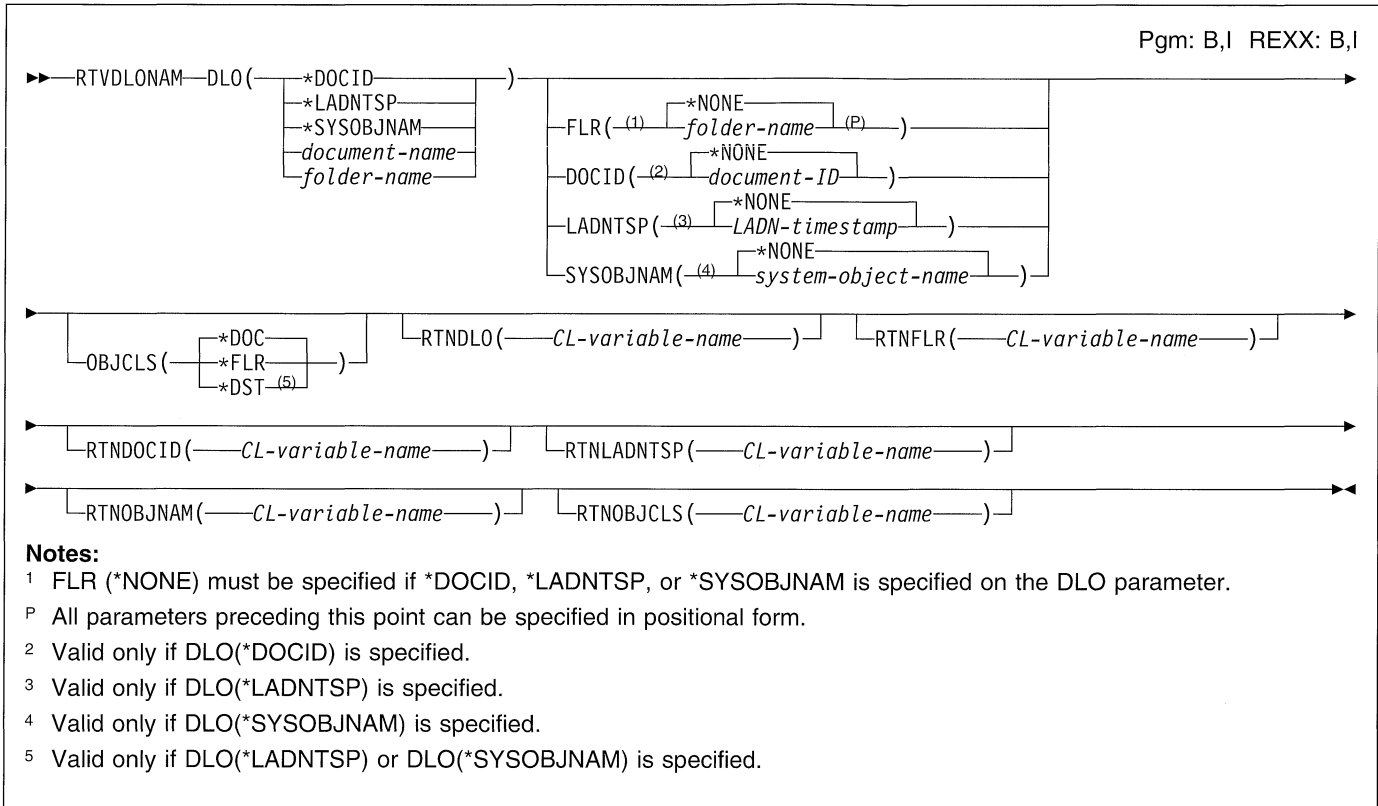 Pgm: B,I REXX: B,I
RTVDLONAM DLO( *DOCID )
*LADNTSP
*SYSOBJNAM
document-name
folder-name
*NONE
FLR( (1) folder-name (P) )
*NONE
DOCID( (2) document-ID )
*NONE
LADNTSP( (3) LADN-timestamp )
*NONE
SYSOBJNAM( (4) system-object-name )
*DOC
OBJCLS( *FLR )
*DST (5)
RTNDLO( CL-variable-name )
RTNFLR( CL-variable-name )
RTNDOCID( CL-variable-name )
RTNLADNTSP( CL-variable-name )
RTNOBJNAM( CL-variable-name )
RTNOBJCLS( CL-variable-name )
Notes:
1 FLR (*NONE) must be specified if *DOCID, *LADNTSP, or *SYSOBJNAM is specified on the DLO parameter.
P All parameters preceding this point can be specified in positional form.
2 Valid only if DLO(*DOCID) is specified.
3 Valid only if DLO(*LADNTSP) is specified.
4 Valid only if DLO(*SYSOBJNAM) is specified.
5 Valid only if DLO(*LADNTSP) or DLO(*SYSOBJNAM) is specified.